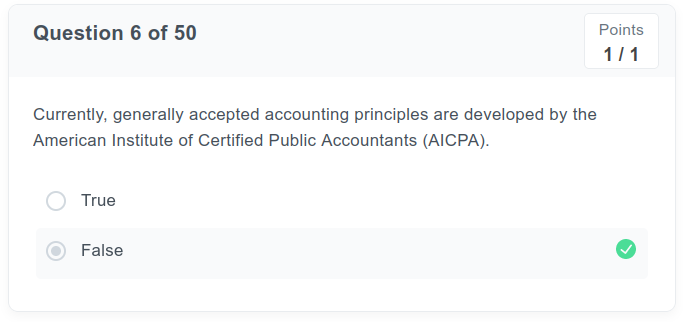 Question 6 of 50
Points
1 / 1
Currently, generally accepted accounting principles are developed by the
American Institute of Certified Public Accountants (AICPA).
True
False